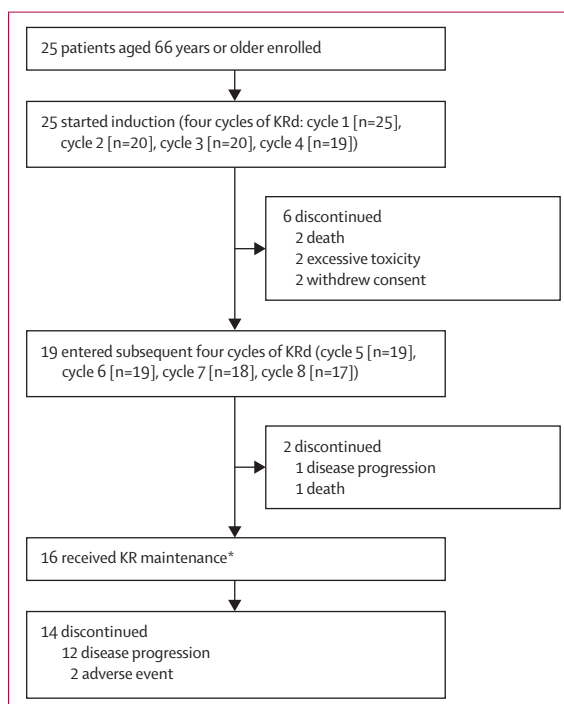 25 patients aged 66 years or older enrolled
25 started induction (four cycles of KRd: cycle 1 [n=25],
cycle 2 [n=20], cycle 3 [n=20], cycle 4 [n=19])
6 discontinued
2 death
2 excessive toxicity
2 withdrew consent
19 entered subsequent four cycles of KRd (cycle 5 [n=19],
cycle 6 [n=19], cycle 7 [n=18], cycle 8 [n=17])
2 discontinued
1 disease progression
1 death
16 received KR maintenance*
14 discontinued
12 disease progression
2 adverse event